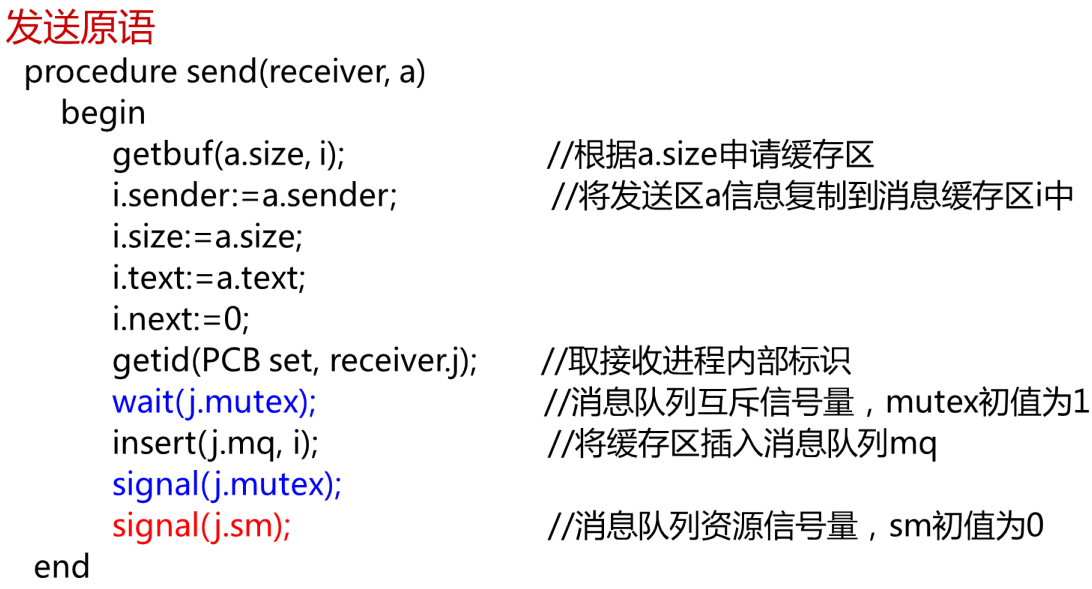 发送原语
procedure send(receiver, a)
begin
getbuf(a.size, i); //根据a.size申请缓存区
i.sender:=a.sender; //将发送区a信息复制到消息缓存区i中
i.size:=a.size;
i.text:=a.text;
i.next:=0;
getid(PCB set, receiver.j); //取接收进程内部标识
wait(j.mutex); //消息队列互斥信号量，mutex初值为1
insert(j.mq, i); //将缓存区插入消息队列mq
signal(j.mutex);
signal(j.sm); //消息队列资源信号量，sm初值为0
end